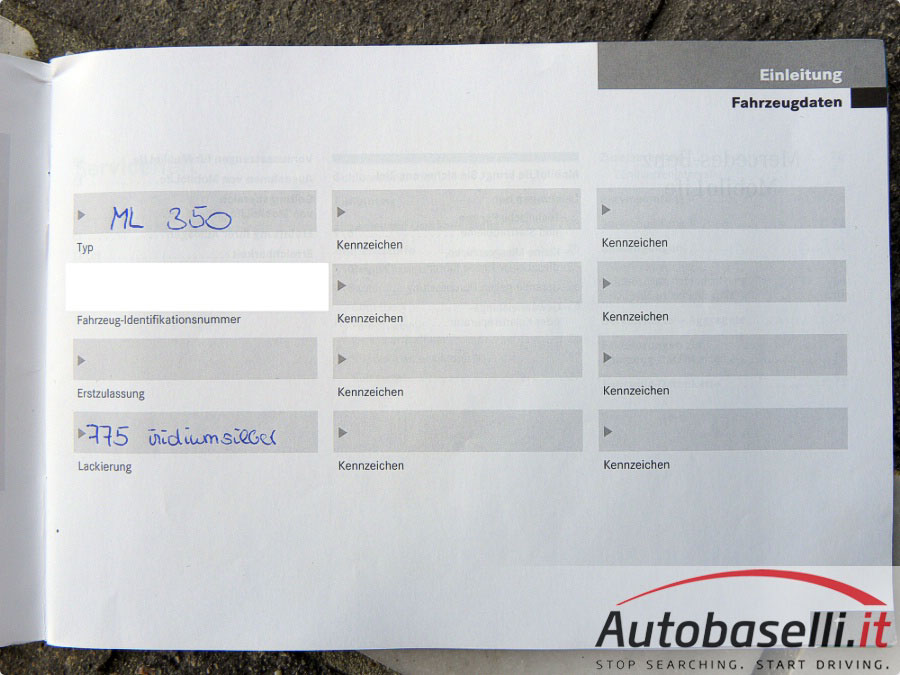 Einleitung
Fahrzeugdaten
ML 350
Typ
Kennzeichen
Kennzeichen
Fahrzeug-Identifikationsnummer
Kennzeichen
Kennzeichen
Erstzulassung
Kennzeichen
Kennzeichen
775 iridiumsilber
Lackierung
Kennzeichen
Kennzeichen
Autobaselli.it
STOP SEARCHING. START DRIVING.